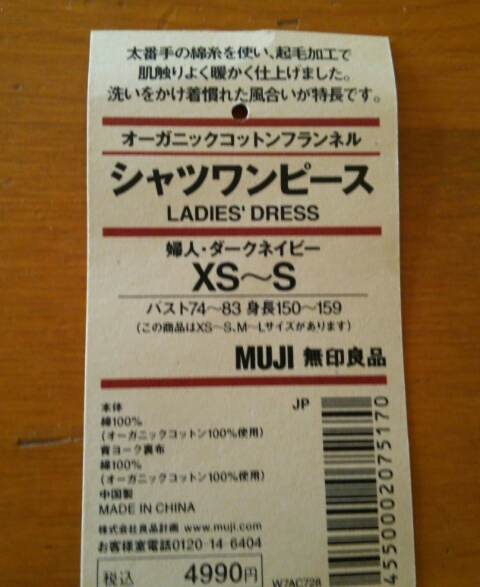 太番手の綿糸を使い、起毛加工で
肌触りよく暖かく仕上げました。
洗いをかけ着慣れた風合いが特長です。
オーガニックコットンフランネル
シャツワンピース
LADIES' DRESS
婦人・ダークネイビー
XS〜S
バスト74〜83 身長150〜159
(この商品はXS〜S、M〜Lサイズがあります)
MUJI 無印良品
JP
本体
綿100%
(オーガニックコットン100%使用)
背ヨーク裏布
綿100%
(オーガニックコットン100%使用)
中国製
MADE IN CHINA
株式会社良品計画 www.muji.com
お客様室電話0120 14 6404
税込 4990円
W7AC728
4550002075170